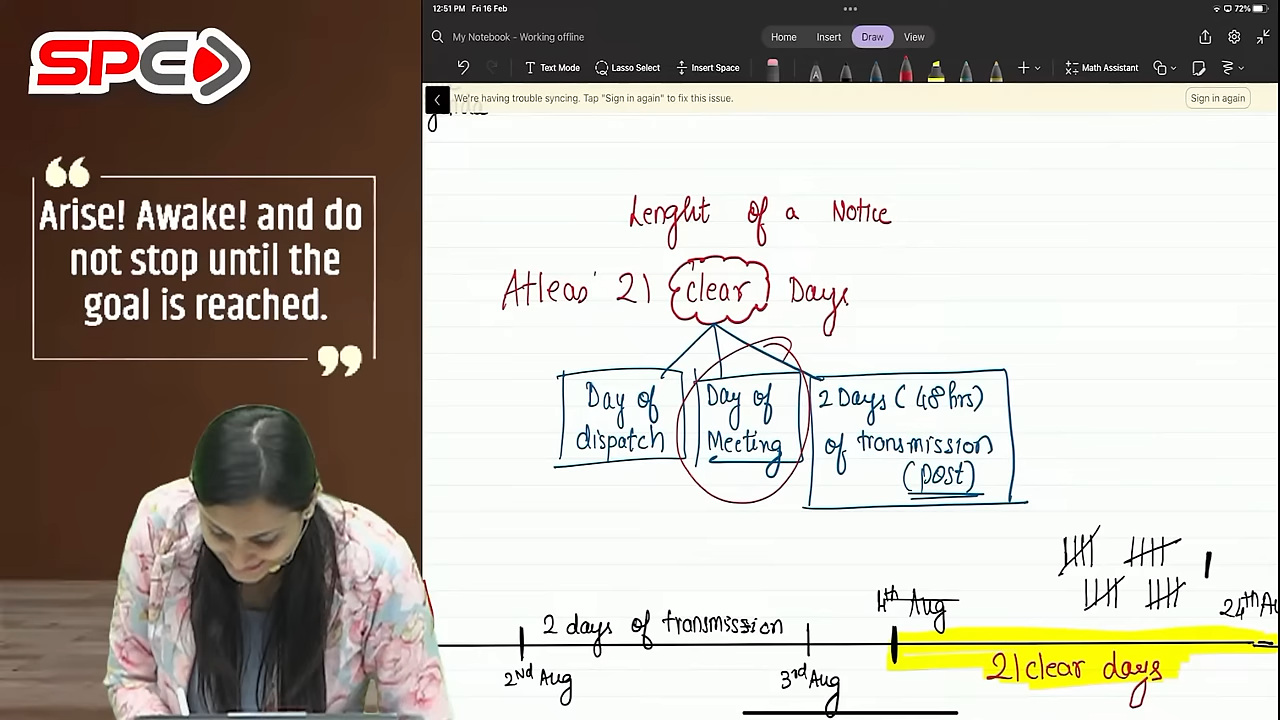 12:51 PM Fri 16 Feb
72%
My Notebook - Working offline
Home Insert Draw View
Text Mode Lasso Select Insert Space Math Assistant
We're having trouble syncing. Tap "Sign in again" to fix this issue. Sign in again
SPC
Arise! Awake! and do
not stop until the
goal is reached.
Lenght of a Notice
Atleas' 21 clear Days
Day of
dispatch
Day of
Meeting
2 Days (48hrs)
of transmission
(post)
2 days of transmission
2nd Aug
3rd Aug
4th Aug
24th Au
21 clear days